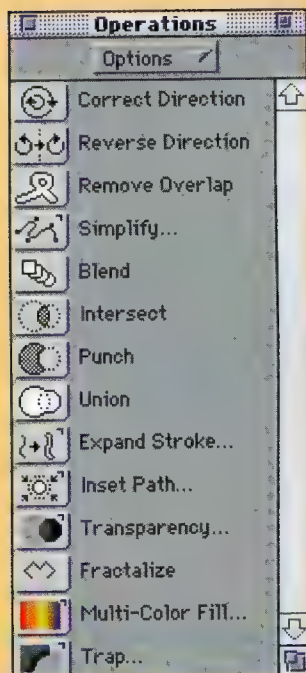 Operations
Options
Correct Direction
Reverse Direction
Remove Overlap
Simplify...
Blend
Intersect
Punch
Union
Expand Stroke...
Inset Path...
Transparency...
Fractalize
Multi-Color Fill...
Trap...